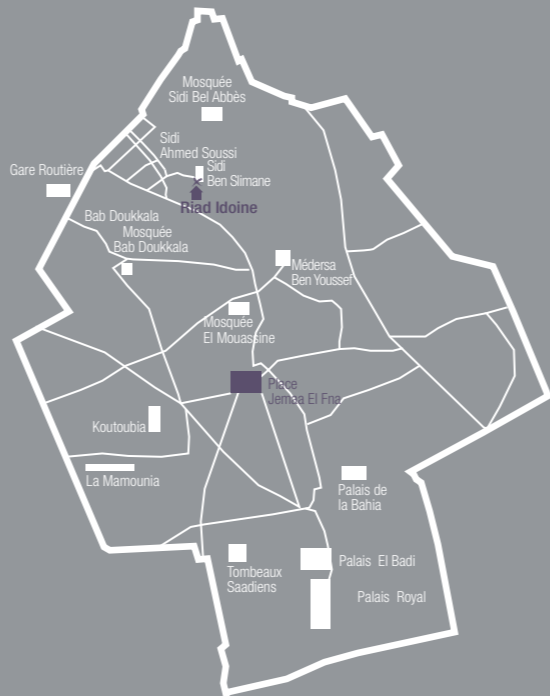 Mosquée
Sidi Bel Abbès
Sidi
Ahmed Soussi
Sidi
Ben Slimane
Gare Routière
Riad Idoine
Bab Doukkala
Mosquée
Bab Doukkala
Médersa
Ben Youssef
Mosquée
El Mouassine
Place
Jemaa El Fna
Koutoubia
La Mamounia
Palais de
la Bahia
Tombeaux
Saadiens
Palais El Badi
Palais Royal